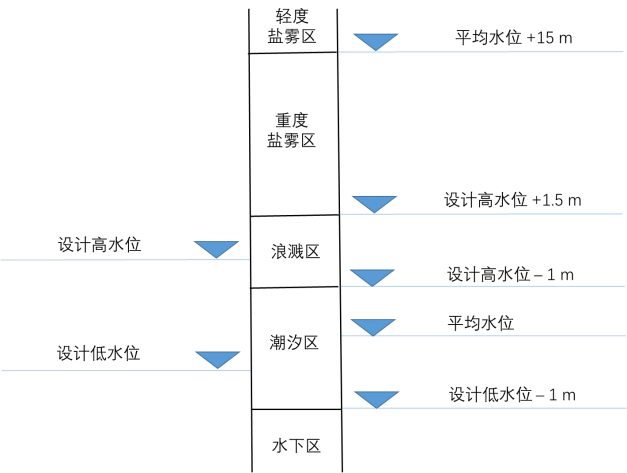 轻度
盐雾区
平均水位 +15 m
重度
盐雾区
设计高水位 +1.5 m
设计高水位
浪溅区
设计高水位 – 1 m
平均水位
潮汐区
设计低水位
设计低水位 – 1 m
水下区